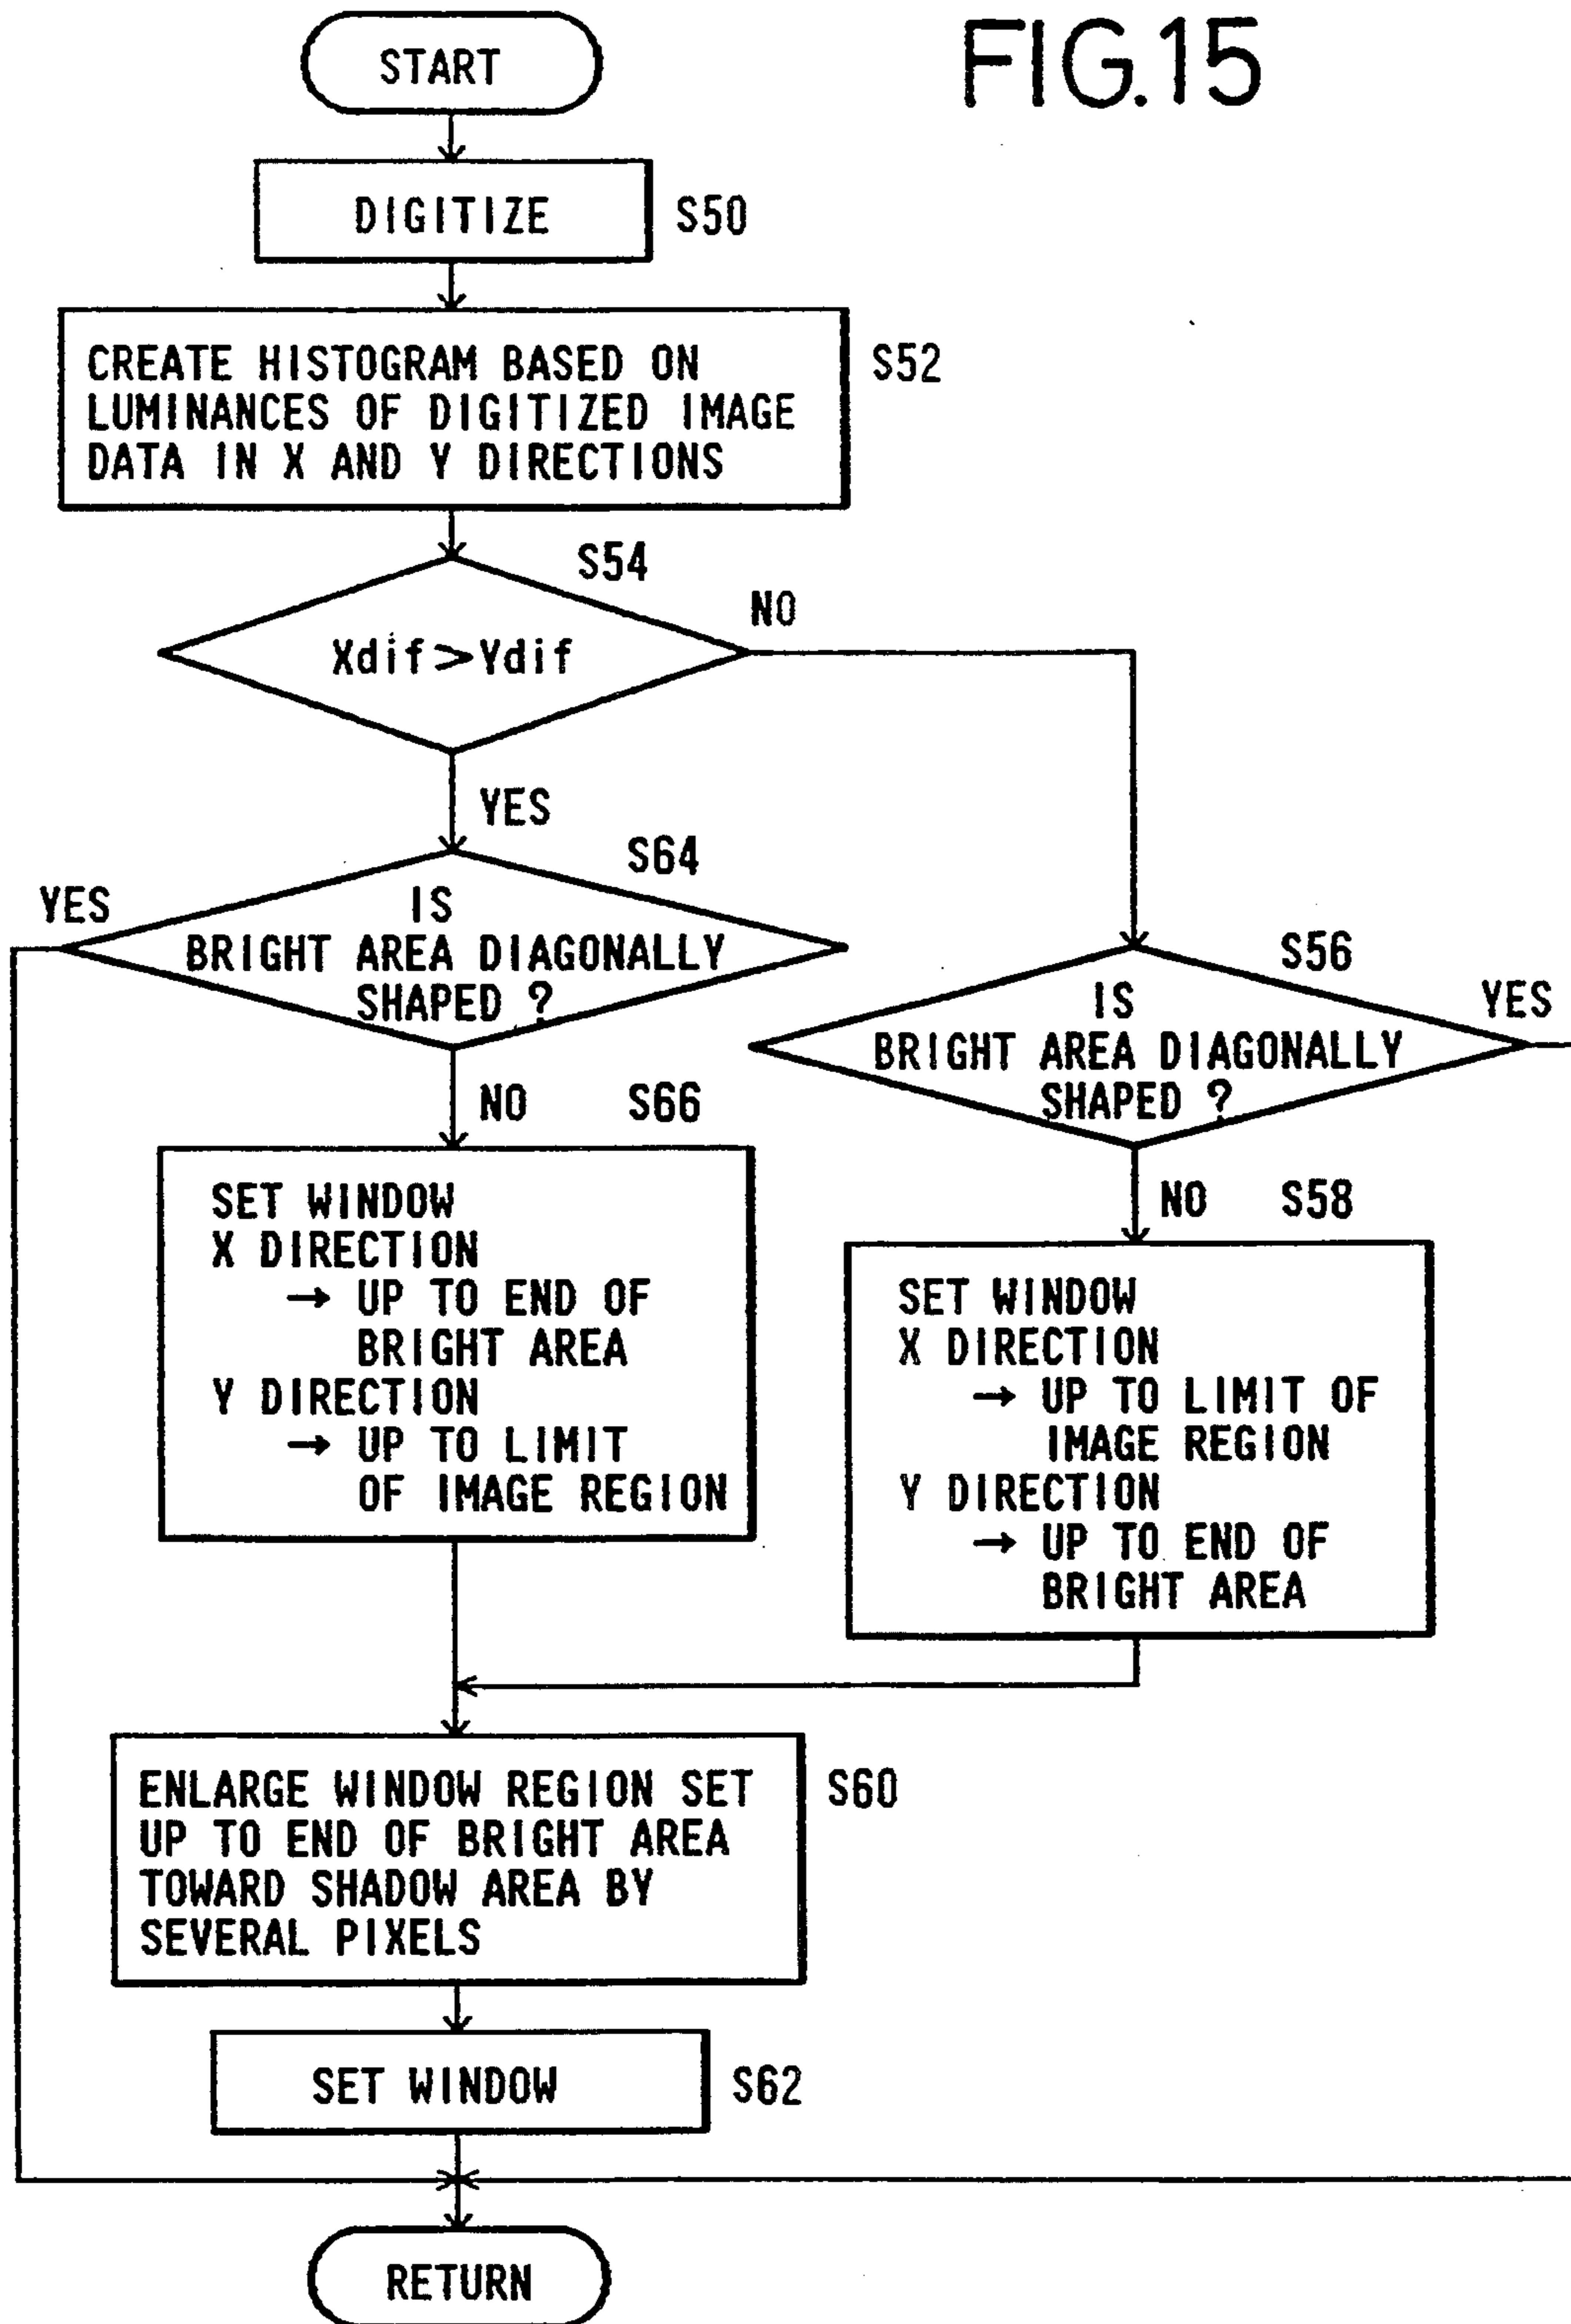 FIG.15
START
DIGITIZE
S50
CREATE HISTOGRAM BASED ON
LUMINANCES OF DIGITIZED IMAGE
DATA IN X AND Y DIRECTIONS
S52
S54
Xdif>Ydif
NO
YES
S64
YES
IS
BRIGHT AREA DIAGONALLY
SHAPED ?
S56
YES
IS
BRIGHT AREA DIAGONALLY
SHAPED ?
NO
S66
SET WINDOW
X DIRECTION
→ UP TO END OF
BRIGHT AREA
Y DIRECTION
→ UP TO LIMIT
OF IMAGE REGION
NO
S58
SET WINDOW
X DIRECTION
→ UP TO LIMIT OF
IMAGE REGION
Y DIRECTION
→ UP TO END OF
BRIGHT AREA
ENLARGE WINDOW REGION SET
UP TO END OF BRIGHT AREA
TOWARD SHADOW AREA BY
SEVERAL PIXELS
S60
SET WINDOW
S62
RETURN